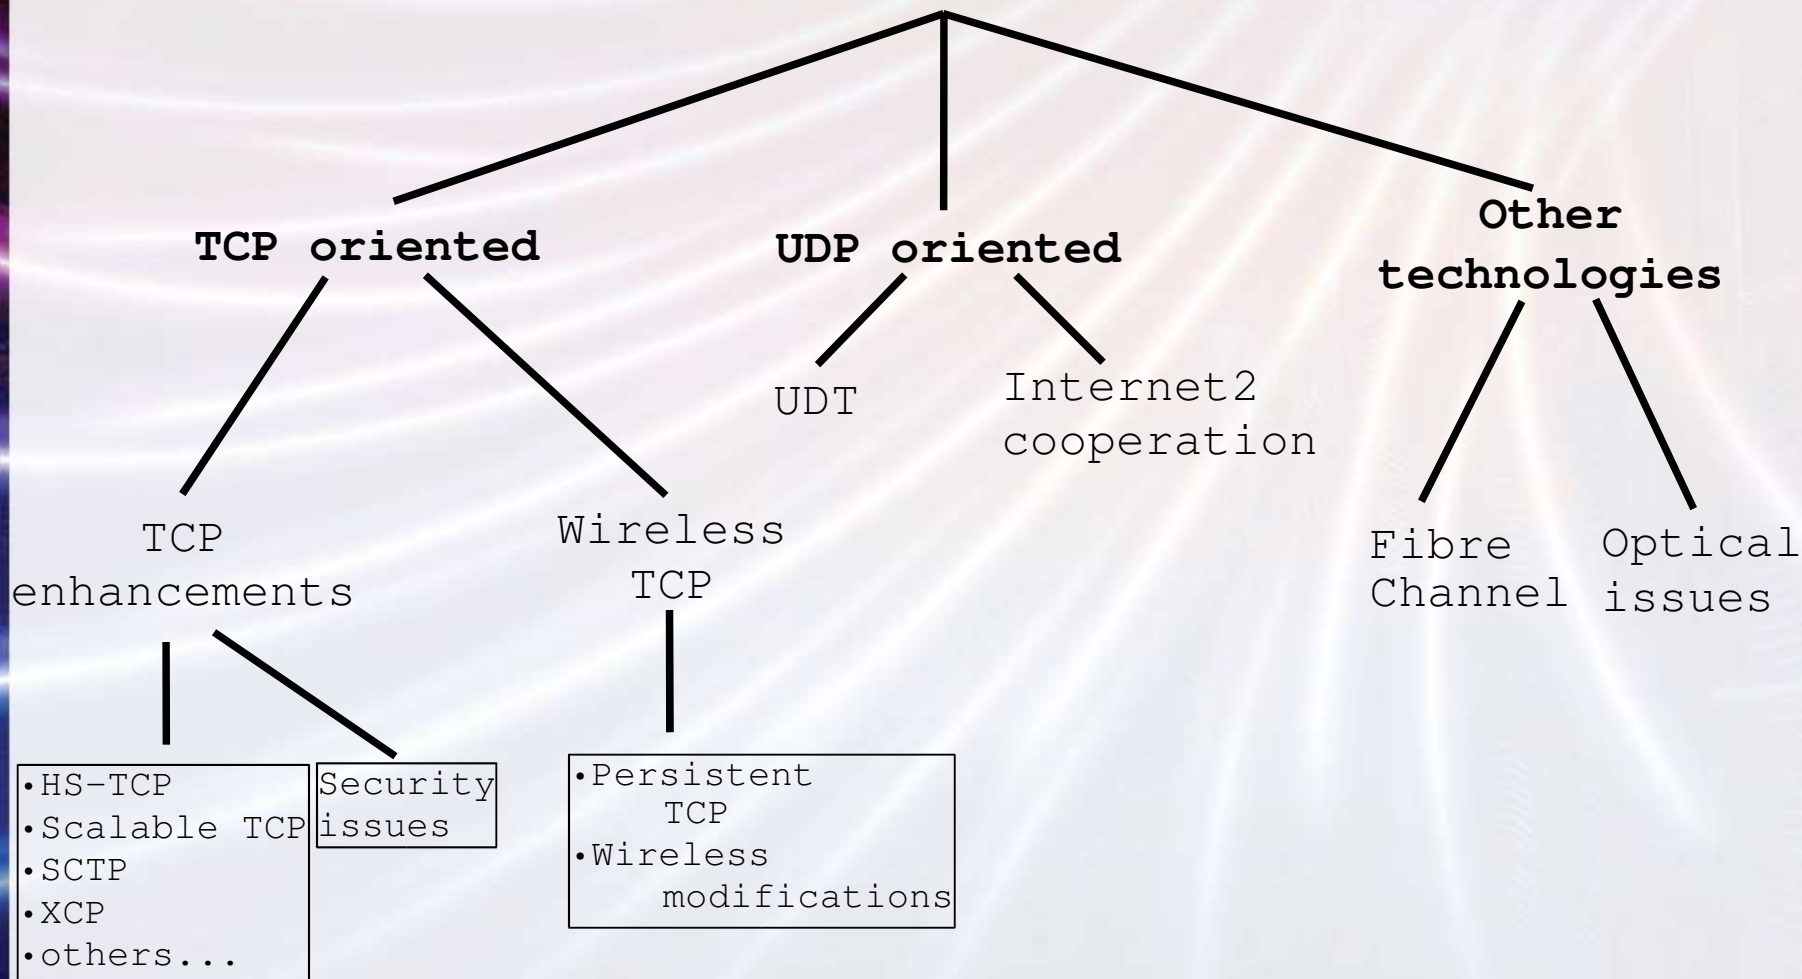 TCP oriented
UDP oriented
Other
technologies
UDT
Internet2
cooperation
TCP
enhancements
Wireless
TCP
Fibre
Channel
Optical
issues
•HS-TCP
•Scalable TCP
•SCTP
•XCP
•others...
Security
issues
•Persistent
TCP
•Wireless
modifications